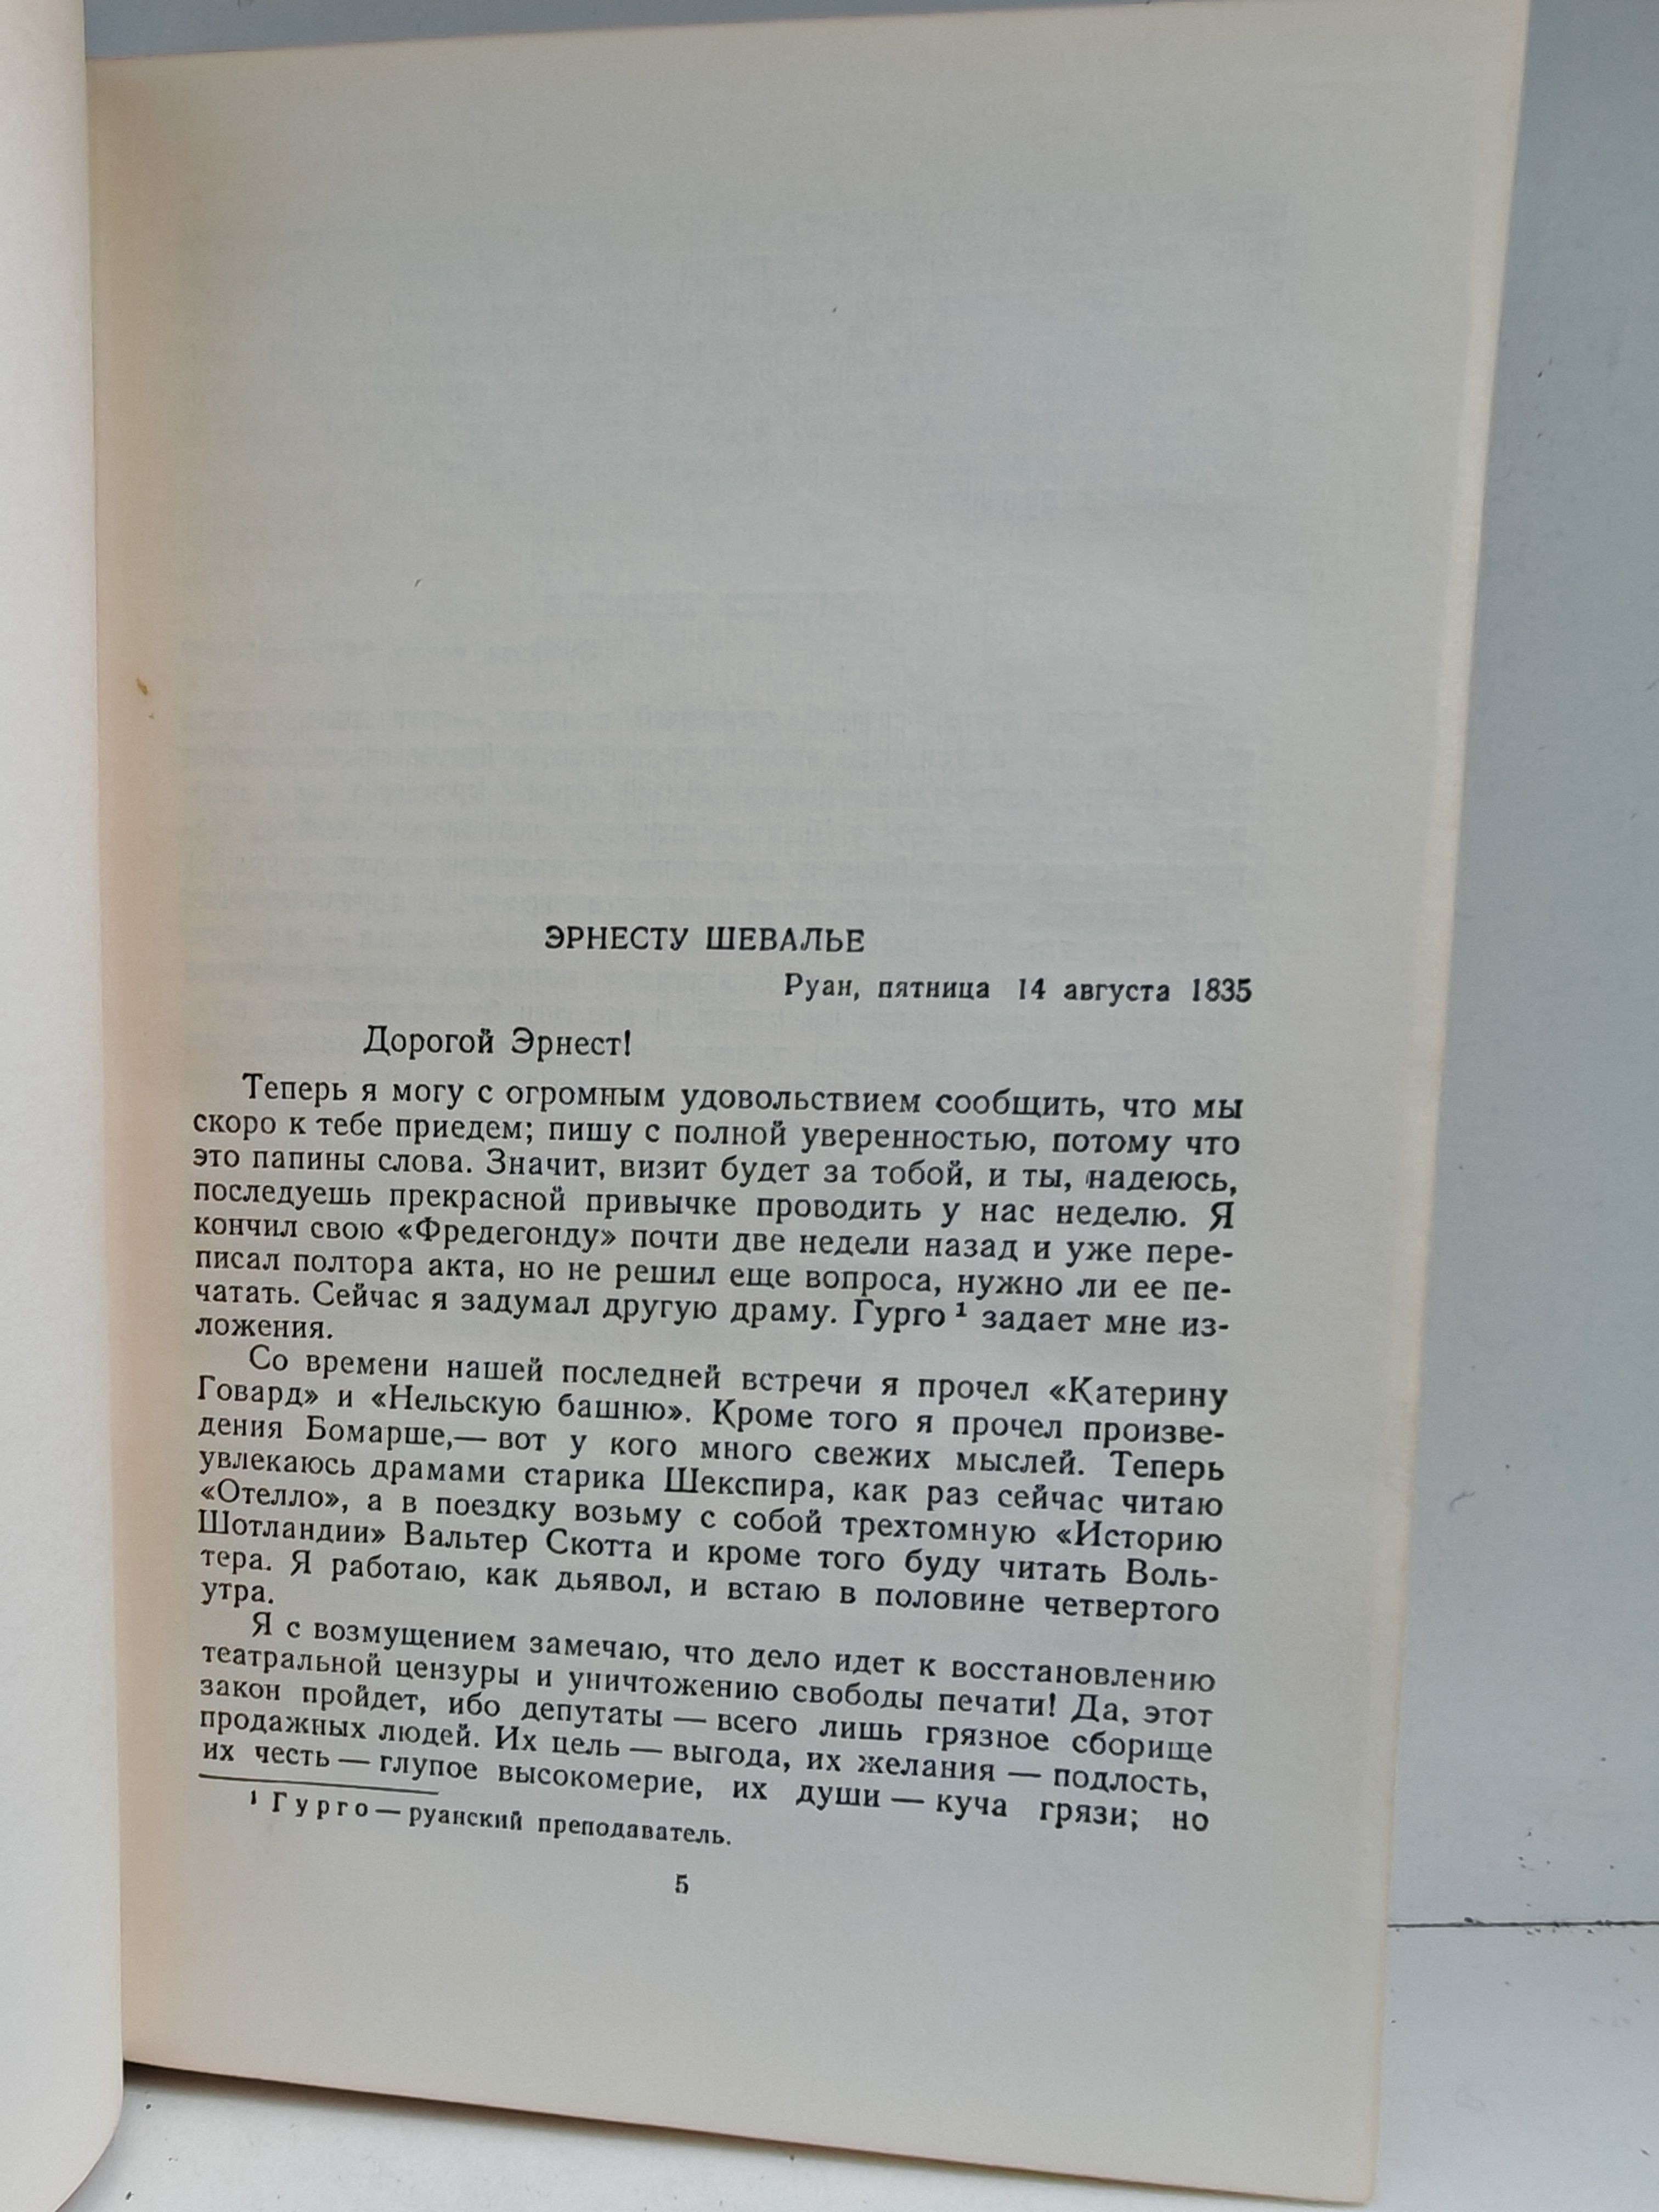 ЭРНЕСТУ ШЕВАЛЬЕ
Руан, пятница 14 августа 1835
Дорогой Эрнест!
Теперь я могу с огромным удовольствием сообщить, что мы
скоро к тебе приедем; пишу с полной уверенностью, потому что
это папины слова. Значит, визит будет за тобой, и ты, надеюсь,
последуешь прекрасной привычке проводить у нас неделю. Я
кончил свою «Фредегонду» почти две недели назад и уже пере-
писал полтора акта, но не решил еще вопроса, нужно ли ее пе-
чатать. Сейчас я задумал другую драму. Гурго ¹ задает мне из-
ложения.
Со времени нашей последней встречи я прочел «Катерину
Говард» и «Нельскую башню». Кроме того я прочел произве-
дения Бомарше,— вот у кого много свежих мыслей. Теперь
увлекаюсь драмами старика Шекспира, как раз сейчас читаю
«Отелло», а в поездку возьму с собой трехтомную «Историю
Шотландии» Вальтер Скотта и кроме того буду читать Воль-
тера. Я работаю, как дьявол, и встаю в половине четвертого
утра.
Я с возмущением замечаю, что дело идет к восстановлению
театральной цензуры и уничтожению свободы печати! Да, этот
закон пройдет, ибо депутаты — всего лишь грязное сборище
продажных людей. Их цель — выгода, их желания — подлость,
их честь — глупое высокомерие, их души — куча грязи; но
¹ Гурго — руанский преподаватель.
5